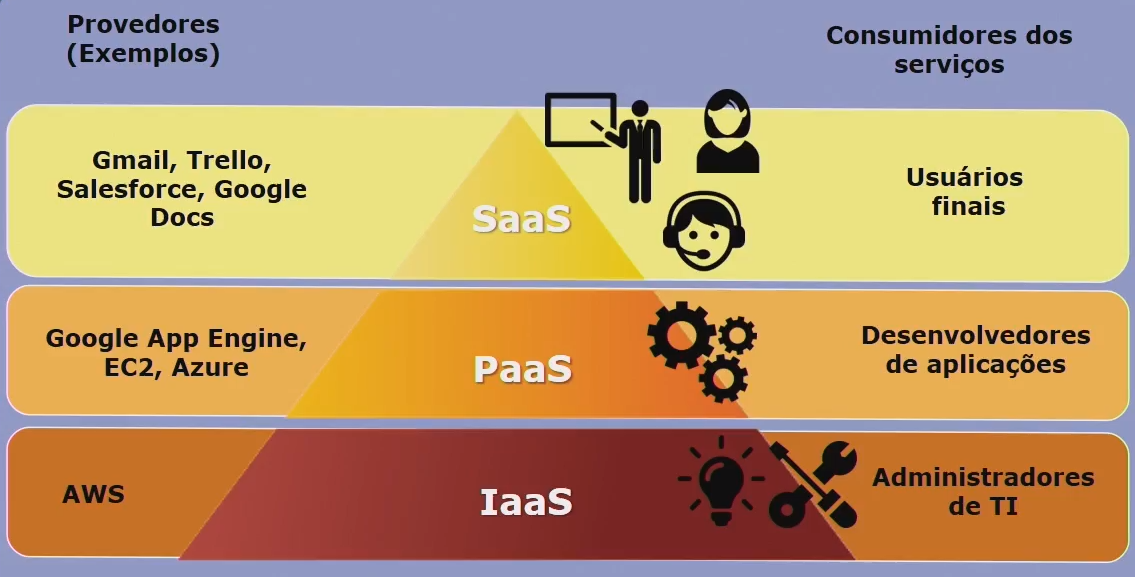 Provedores
(Exemplos)
Consumidores dos
serviços
Gmail, Trello,
Salesforce, Google
Docs
SaaS
Usuários
finais
Google App Engine,
EC2, Azure
PaaS
Desenvolvedores
de aplicações
AWS
IaaS
Administradores
de TI